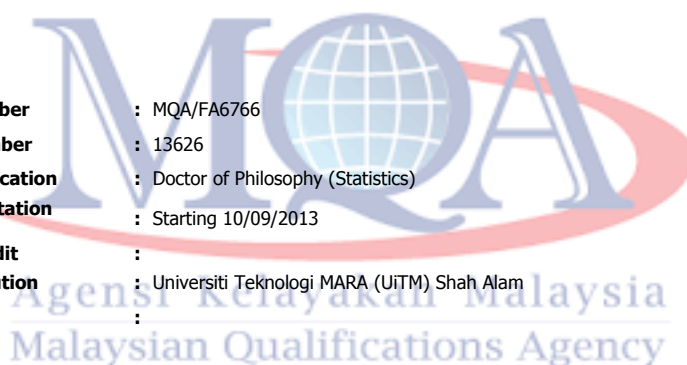 MQA
ber : MQA/FA6766
ber : 13626
cation : Doctor of Philosophy (Statistics)
tation : Starting 10/09/2013
dit :
tion : Universiti Teknologi MARA (UiTM) Shah Alam
:
Agensi Kelayakan Malaysia
Malaysian Qualifications Agency